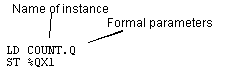 Name of instance
Formal parameters
LD COUNT.Q
ST %QX1